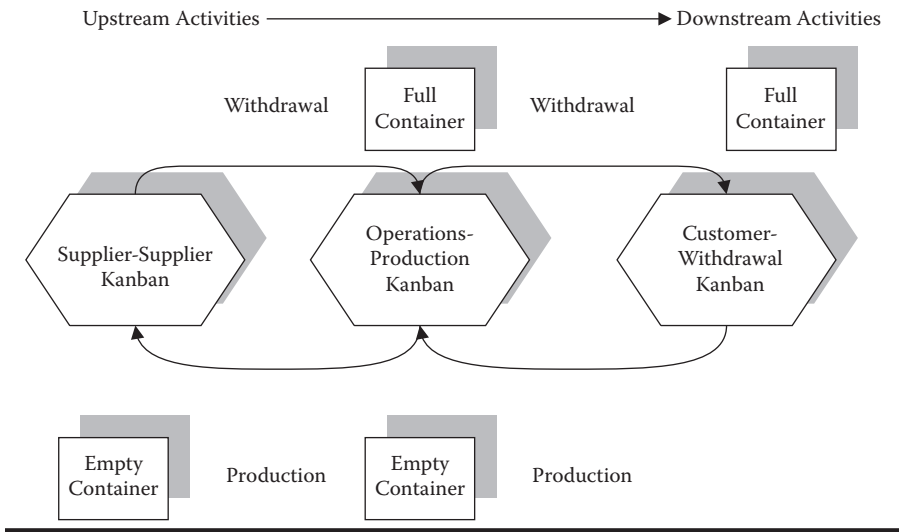 Upstream Activities
Downstream Activities
Withdrawal
Full
Container
Withdrawal
Full
Container
Supplier-Supplier
Kanban
Operations-
Production
Kanban
Customer-
Withdrawal
Kanban
Empty
Container
Production
Empty
Container
Production